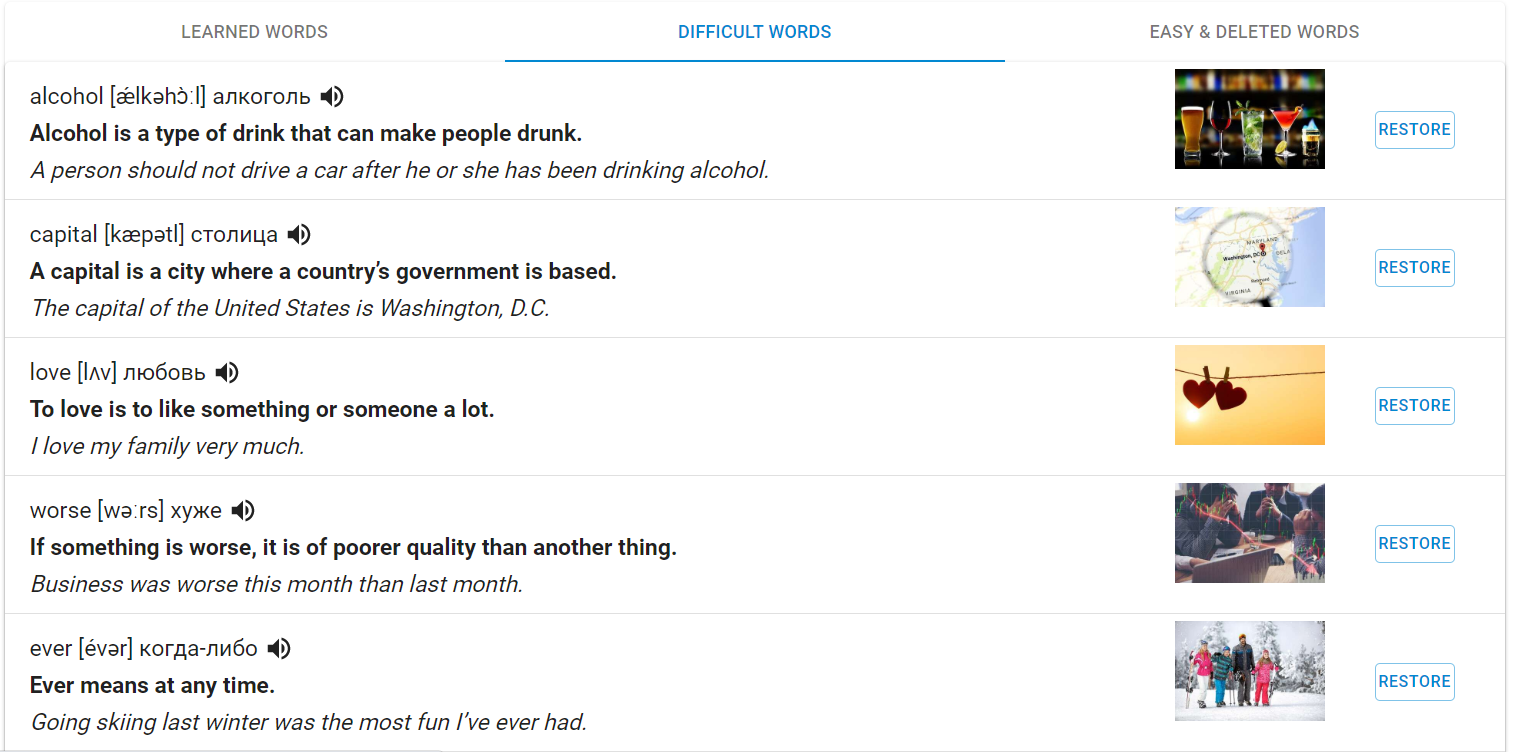 LEARNED WORDS
DIFFICULT WORDS
EASY & DELETED WORDS
alcohol [ǽlkəhɔ̀ːl] алкоголь
Alcohol is a type of drink that can make people drunk.
A person should not drive a car after he or she has been drinking alcohol.
RESTORE
capital [kæpətl] столица
A capital is a city where a country’s government is based.
The capital of the United States is Washington, D.C.
MARYLAND
Washington, DC
DELA
VIRGINIA
RESTORE
love [lʌv] любовь
To love is to like something or someone a lot.
I love my family very much.
RESTORE
worse [wəːrs] хуже
If something is worse, it is of poorer quality than another thing.
Business was worse this month than last month.
RESTORE
ever [évər] когда-либо
Ever means at any time.
Going skiing last winter was the most fun I’ve ever had.
RESTORE